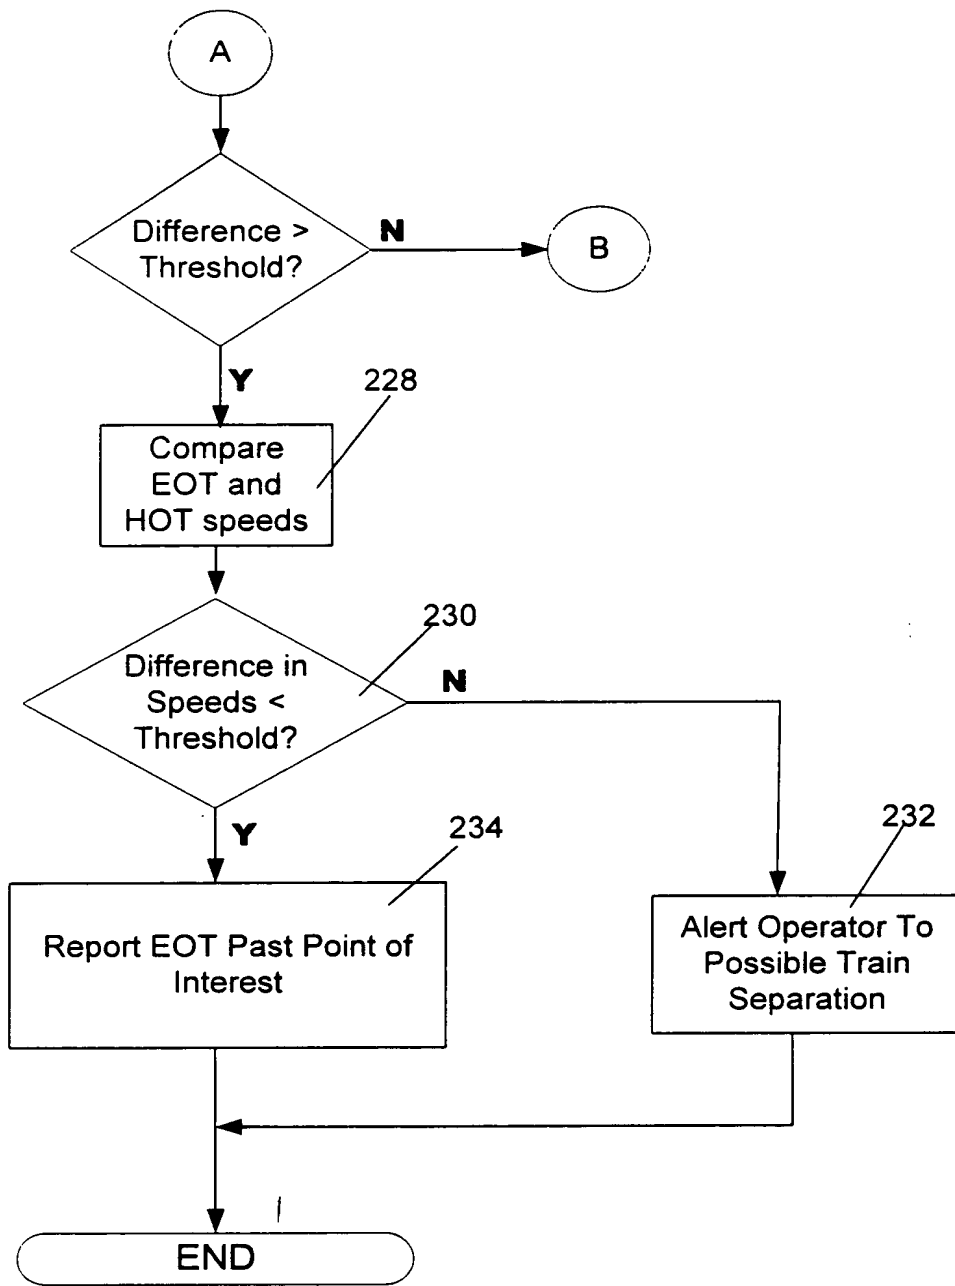 A
Difference >
Threshold?
N
B
Y
228
Compare
EOT and
HOT speeds
230
Difference in
Speeds <
Threshold?
N
Y
234
232
Report EOT Past Point of
Interest
Alert Operator To
Possible Train
Separation
END